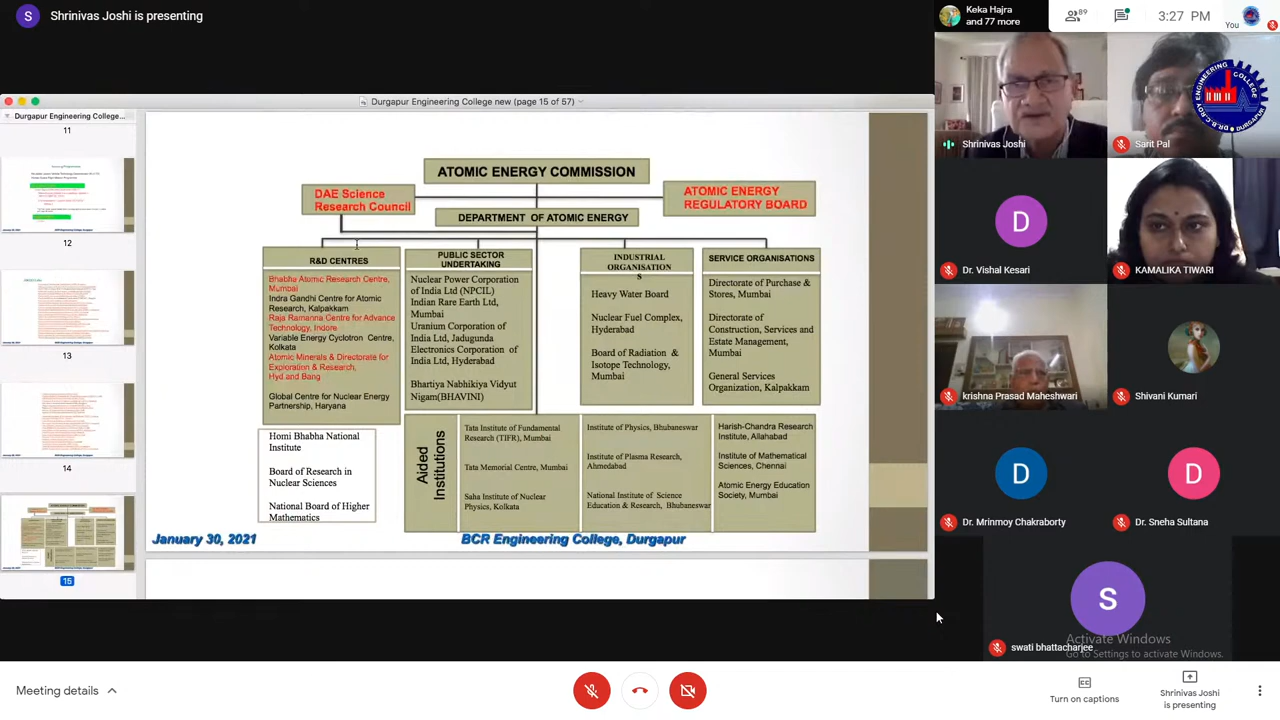 S
Shrinivas Joshi is presenting
Keka Hajra
and 77 more
89
3:27 PM
You
Durgapur Engineering College...
Durgapur Engineering College new (page 15 of 57)
11
12
13
14
15
ATOMIC ENERGY COMMISSION
DAE Science
Research Council
ATOMIC ENERGY
REGULATORY BOARD
DEPARTMENT OF ATOMIC ENERGY
R&D CENTRES
Bhabha Atomic Research Centre,
Mumbai
Indra Gandhi Centre for Atomic
Research, Kalpakkam
Raja Ramanna Centre for Advance
Technology, Indore
Variable Energy Cyclotron Centre,
Kolkata
Atomic Minerals & Directorate for
Exploration & Research,
Hyd and Bang
Global Centre for Nuclear Energy
Partnership, Haryana
PUBLIC SECTOR
UNDERTAKING
Nuclear Power Corporation
of India Ltd (NPCIL)
Indian Rare Earth Ltd,
Mumbai
Uranium Corporation of
India Ltd, Jadugunda
Electronics Corporation of
India Ltd, Hyderabad
Bhartiya Nabhikiya Vidyut
Nigam(BHAVINI)
INDUSTRIAL
ORGANISATION
S
Heavy Water Board
Nuclear Fuel Complex,
Hyderabad
Board of Radiation &
Isotope Technology,
Mumbai
SERVICE ORGANISATIONS
Directorate of Purchase &
Stores, Mumbai
Directorate of
Construction, Services and
Estate Management,
Mumbai
General Services
Organization, Kalpakkam
Homi Bhabha National
Institute
Board of Research in
Nuclear Sciences
National Board of Higher
Mathematics
Aided
Institutions
Tata Institute of Fundamental
Research (TIFR), Mumbai
Tata Memorial Centre, Mumbai
Saha Institute of Nuclear
Physics, Kolkata
Institute of Physics, Bhubaneswar
Institute of Plasma Research,
Ahmedabad
National Institute of Science
Education & Research, Bhubaneswar
Harish-Chandra Research
Institute, Allahabad
Institute of Mathematical
Sciences, Chennai
Atomic Energy Education
Society, Mumbai
January 30, 2021
BCR Engineering College, Durgapur
Shrinivas Joshi
Sarit Pal
ENGINEERING COLLEGE
DURGAPUR
D
Dr. Vishal Kesari
KAMALIKA TIWARI
krishna Prasad Maheshwari
Shivani Kumari
D
Dr. Mrinmoy Chakraborty
D
Dr. Sneha Sultana
S
swati bhattacharjee
Activate Windows
Go to Settings to activate Windows.
Meeting details
CC
Turn on captions
Shrinivas Joshi
is presenting